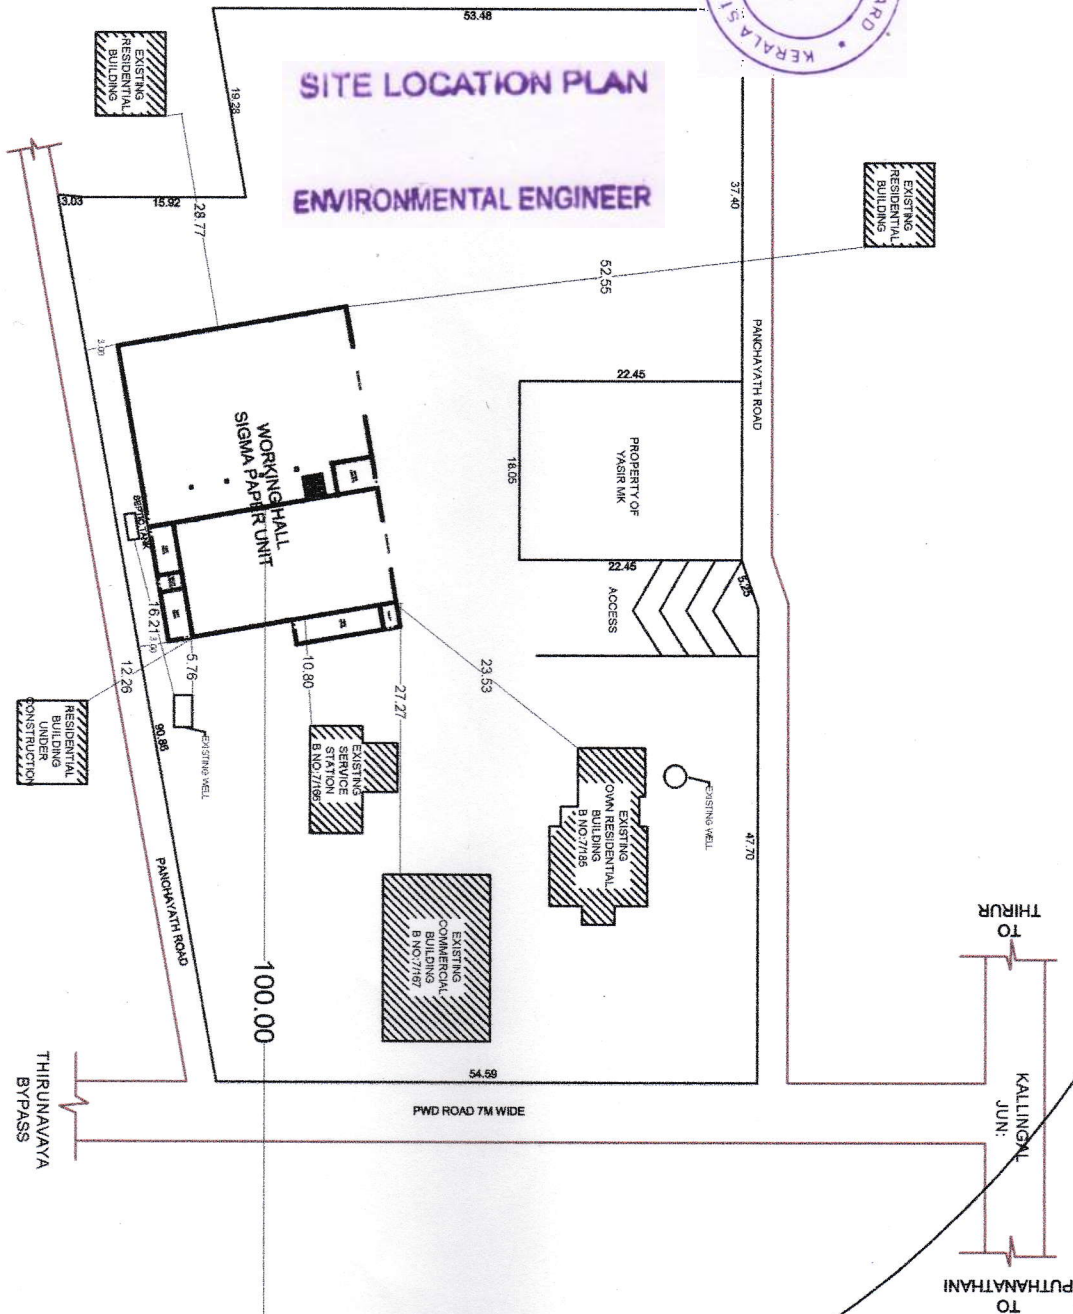 53.48
KERALA S
ARD
EXISTING
RESIDENTIAL
BUILDING
SITE LOCATION PLAN
19.28
ENVIRONMENTAL ENGINEER
3.03
15.92
28.77
37.40
EXISTING
RESIDENTIAL
BUILDING
52.55
PANCHAYATH ROAD
3.00
22.45
PROPERTY OF
YASIR MK
18.05
WORKING HALL
SIGMA PAPER UNIT
SEPTIC TANK
22.45
ACCESS
5.25
16.21
3.00
12.26
5.76
10.80
27.27
23.53
RESIDENTIAL
BUILDING
UNDER
CONSTRUCTION
90.86
EXISTING WELL
EXISTING
SERVICE
STATION
B NO:7/166
EXISTING
OWN RESIDENTIAL
BUILDING
B NO:7/185
EXISTING WELL
47.70
PANCHAYATH ROAD
EXISTING
COMMERCIAL
BUILDING
B NO:7/167
100.00
TO
THIRUR
54.59
PWD ROAD 7M WIDE
THIRUNAVAYA
BYPASS
KALLINGAL
JUN:
TO
PUTHANATHANI